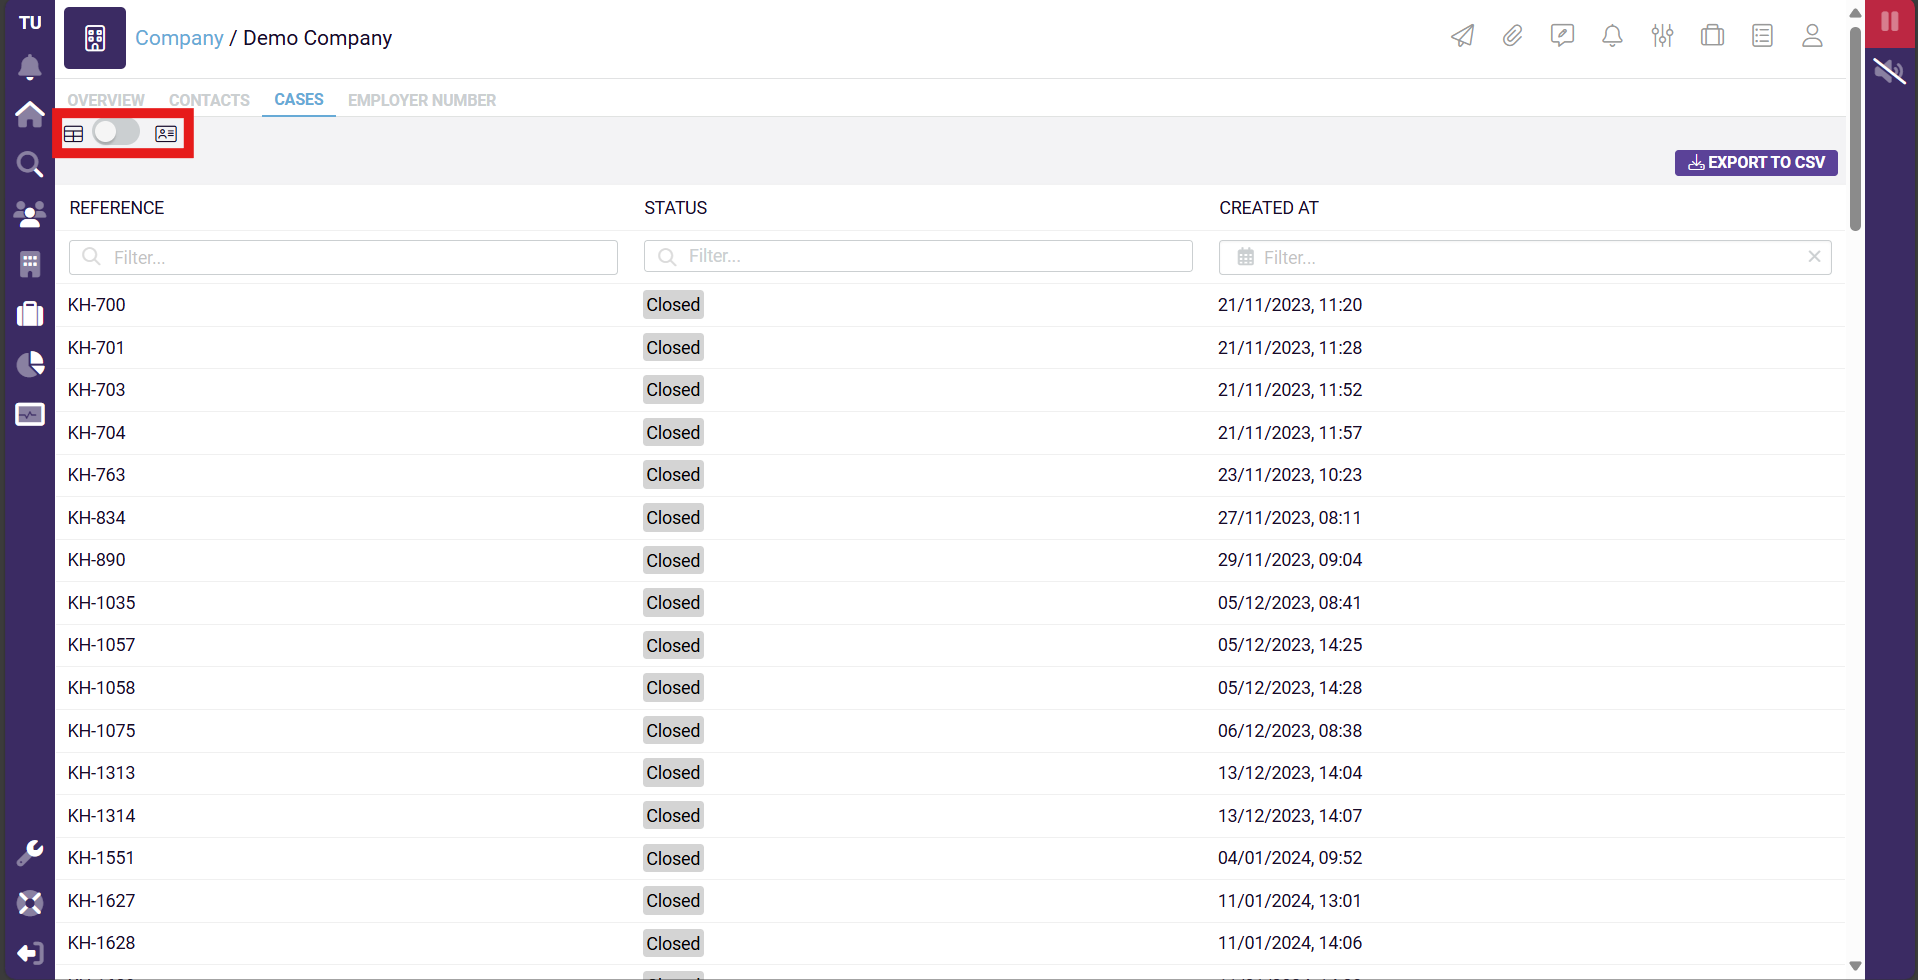 TU
Company / Demo Company
OVERVIEW CONTACTS CASES EMPLOYER NUMBER
EXPORT TO CSV
REFERENCE STATUS CREATED AT
Filter... Filter... Filter...
KH-700 Closed 21/11/2023, 11:20
KH-701 Closed 21/11/2023, 11:28
KH-703 Closed 21/11/2023, 11:52
KH-704 Closed 21/11/2023, 11:57
KH-763 Closed 23/11/2023, 10:23
KH-834 Closed 27/11/2023, 08:11
KH-890 Closed 29/11/2023, 09:04
KH-1035 Closed 05/12/2023, 08:41
KH-1057 Closed 05/12/2023, 14:25
KH-1058 Closed 05/12/2023, 14:28
KH-1075 Closed 06/12/2023, 08:38
KH-1313 Closed 13/12/2023, 14:04
KH-1314 Closed 13/12/2023, 14:07
KH-1551 Closed 04/01/2024, 09:52
KH-1627 Closed 11/01/2024, 13:01
KH-1628 Closed 11/01/2024, 14:06